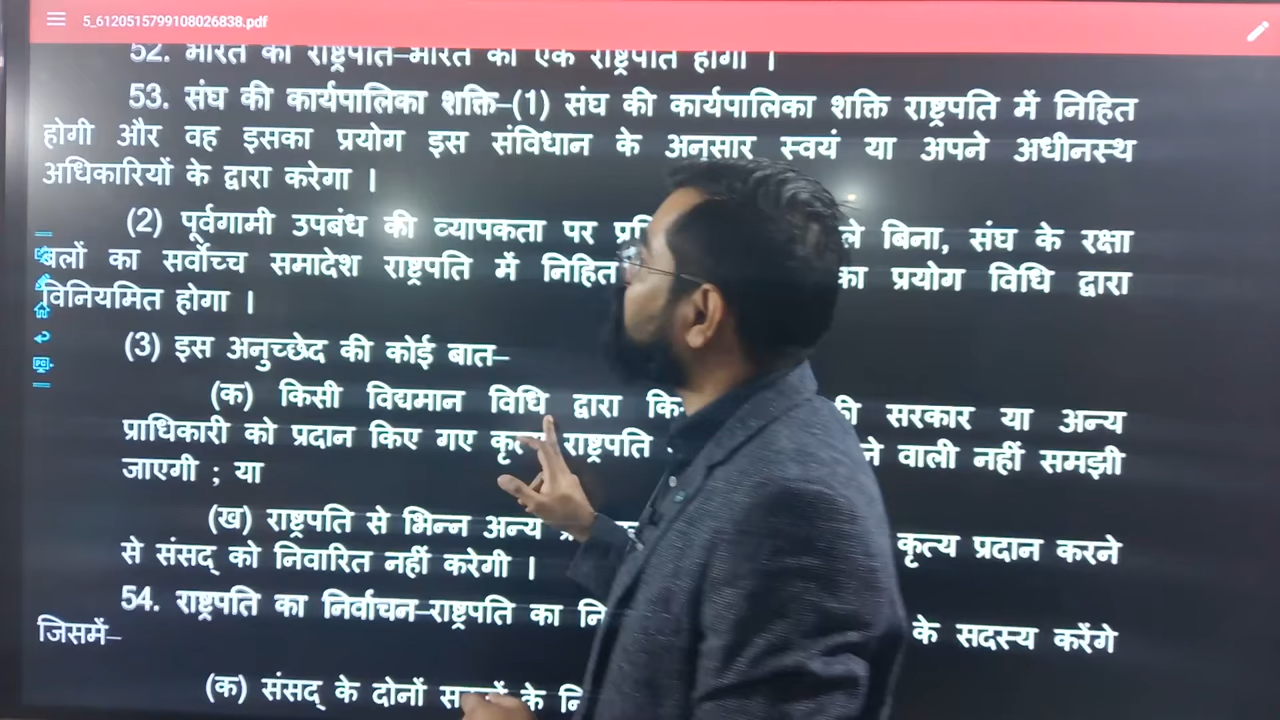 5_6120515799108026838.pdf
52. भारत का राष्ट्रपति–भारत का एक राष्ट्रपति होगा ।
53. संघ की कार्यपालिका शक्ति–(1) संघ की कार्यपालिका शक्ति राष्ट्रपति में निहित
होगी और वह इसका प्रयोग इस संविधान के अनुसार स्वयं या अपने अधीनस्थ
अधिकारियों के द्वारा करेगा ।
(2) पूर्वगामी उपबंध की व्यापकता पर बिना, संघ के रक्षा
बलों का सर्वोच्च समादेश राष्ट्रपति में निहित का प्रयोग विधि द्वारा
विनियमित होगा ।
(3) इस अनुच्छेद की कोई बात–
(क) किसी विद्यमान विधि द्वारा की सरकार या अन्य
प्राधिकारी को प्रदान किए गए राष्ट्रपति वाली नहीं समझी
जाएगी ; या
(ख) राष्ट्रपति से भिन्न अन्य कृत्य प्रदान करने
से संसद् को निवारित नहीं करेगी ।
54. राष्ट्रपति का निर्वाचन–राष्ट्रपति का के सदस्य करेंगे
जिसमें–
(क) संसद् के दोनों के